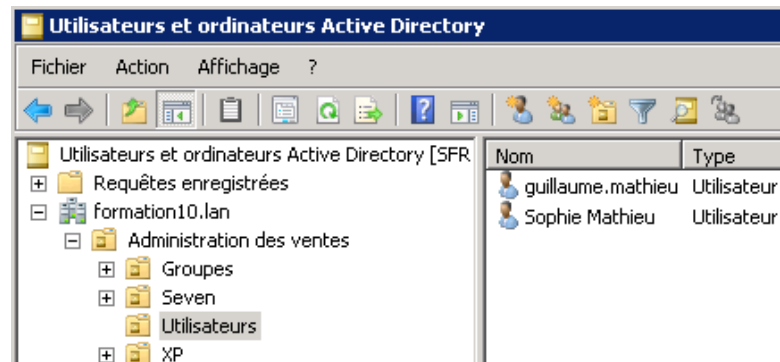 Utilisateurs et ordinateurs Active Directory
Fichier Action Affichage ?
Utilisateurs et ordinateurs Active Directory [SFR
Nom Type
Requêtes enregistrées
guillaume.mathieu Utilisateur
formation10.lan
Sophie Mathieu Utilisateur
Administration des ventes
Groupes
Seven
Utilisateurs
XP